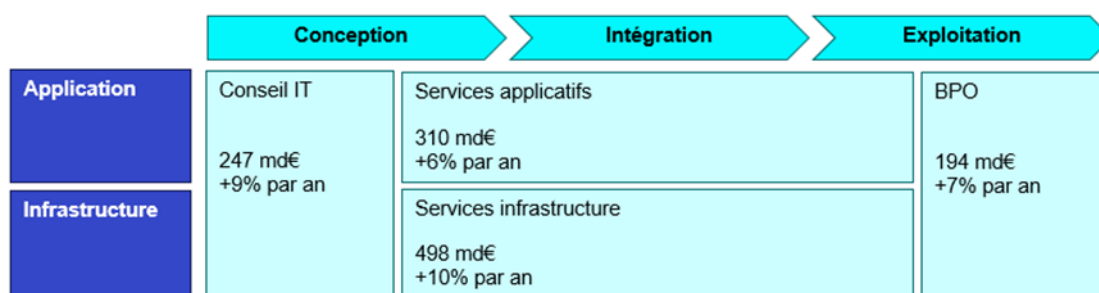 Conception
Intégration
Exploitation
Application
Conseil IT
247 md€
+9% par an
Services applicatifs
310 md€
+6% par an
BPO
194 md€
+7% par an
Infrastructure
Services infrastructure
498 md€
+10% par an